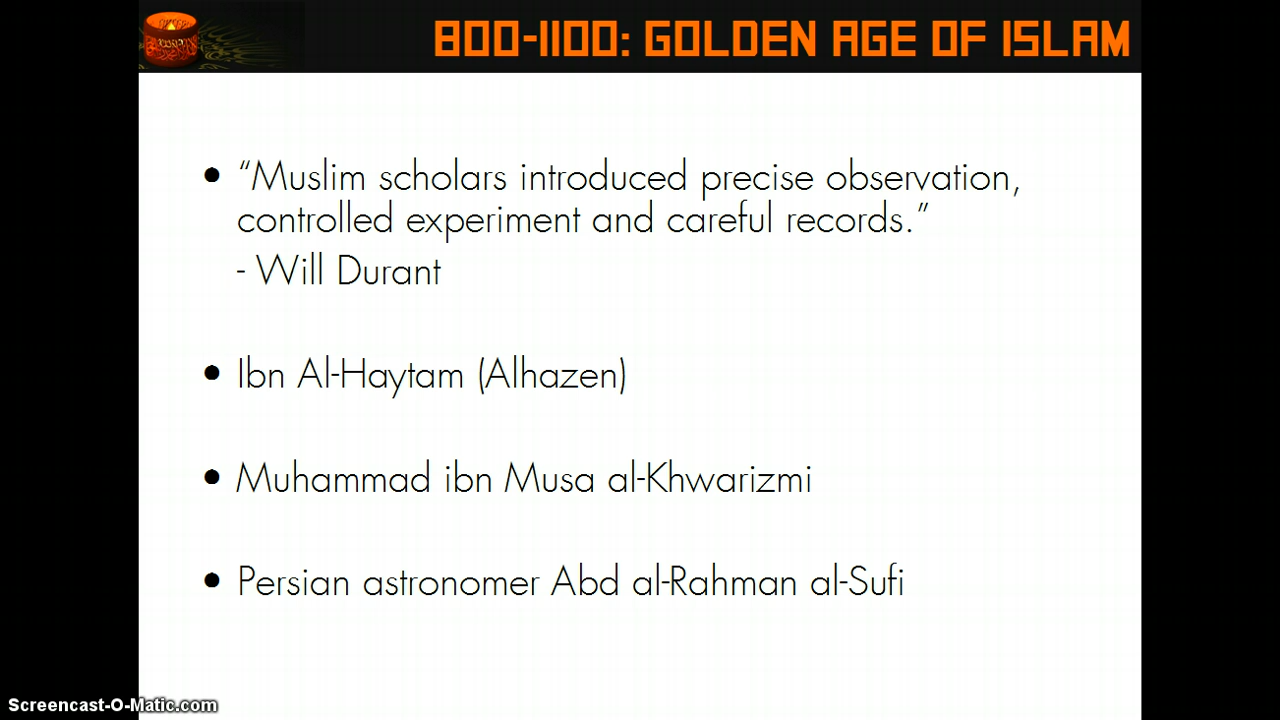 800-1100: GOLDEN AGE OF ISLAM
• “Muslim scholars introduced precise observation,
controlled experiment and careful records.”
- Will Durant
• Ibn Al-Haytam (Alhazen)
• Muhammad ibn Musa al-Khwarizmi
• Persian astronomer Abd al-Rahman al-Sufi
Screencast-O-Matic.com